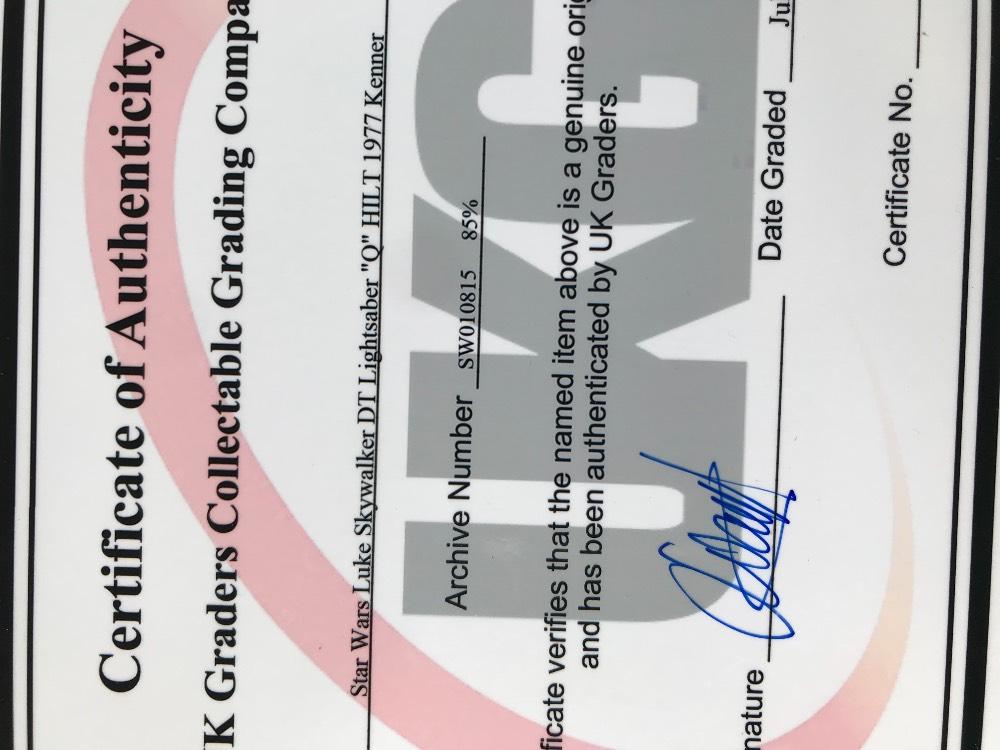 Certificate of Authenticity
K Graders Collectable Grading Compa
Star Wars Luke Skywalker DT Lightsaber "Q" HILT 1977 Kenner
Archive Number SW010815 85%
ficate verifies that the named item above is a genuine orig
and has been authenticated by UK Graders.
nature
Date Graded Ju
Certificate No.
UKG